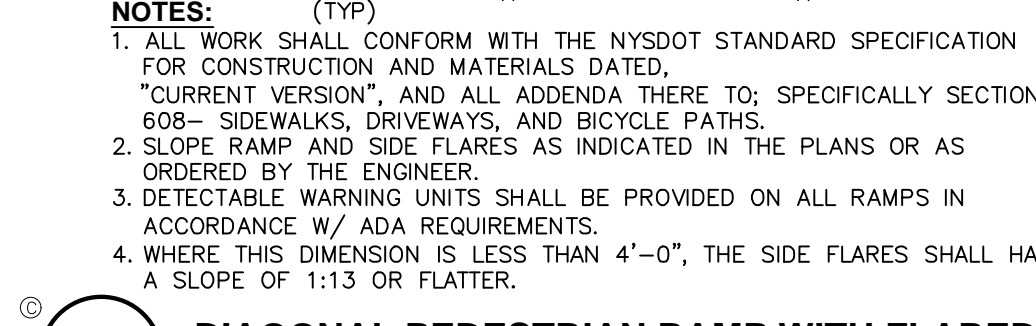 NOTES: (TYP)
1. ALL WORK SHALL CONFORM WITH THE NYSDOT STANDARD SPECIFICATION
FOR CONSTRUCTION AND MATERIALS DATED,
"CURRENT VERSION", AND ALL ADDENDA THERE TO; SPECIFICALLY SECTION
608– SIDEWALKS, DRIVEWAYS, AND BICYCLE PATHS.
2. SLOPE RAMP AND SIDE FLARES AS INDICATED IN THE PLANS OR AS
ORDERED BY THE ENGINEER.
3. DETECTABLE WARNING UNITS SHALL BE PROVIDED ON ALL RAMPS IN
ACCORDANCE W/ ADA REQUIREMENTS.
4. WHERE THIS DIMENSION IS LESS THAN 4'–0", THE SIDE FLARES SHALL HA
A SLOPE OF 1:13 OR FLATTER.
©
DIAGONAL PEDESTRIAN RAMP WITH FLARED